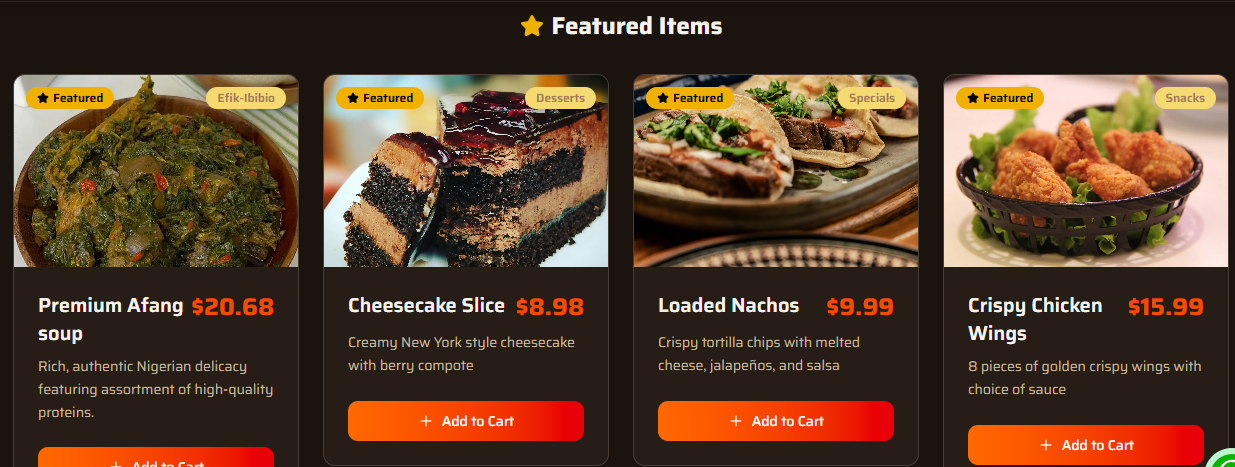 Featured Items
Featured
Efik-Ibibio
Premium Afang
soup
$20.68
Rich, authentic Nigerian delicacy
featuring assortment of high-quality
proteins.
+ Add to Cart
Featured
Desserts
Cheesecake Slice
$8.98
Creamy New York style cheesecake
with berry compote
+ Add to Cart
Featured
Specials
Loaded Nachos
$9.99
Crispy tortilla chips with melted
cheese, jalapeños, and salsa
+ Add to Cart
Featured
Snacks
Crispy Chicken
Wings
$15.99
8 pieces of golden crispy wings with
choice of sauce
+ Add to Cart